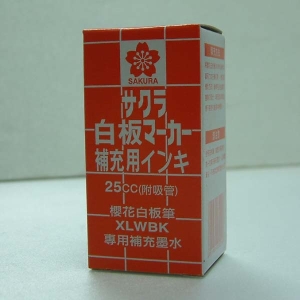 SAKURA
サクラ
白板マーカー
補充用インキ
25CC(附吸管)
櫻花白板筆
XLWBK
專用補充墨水